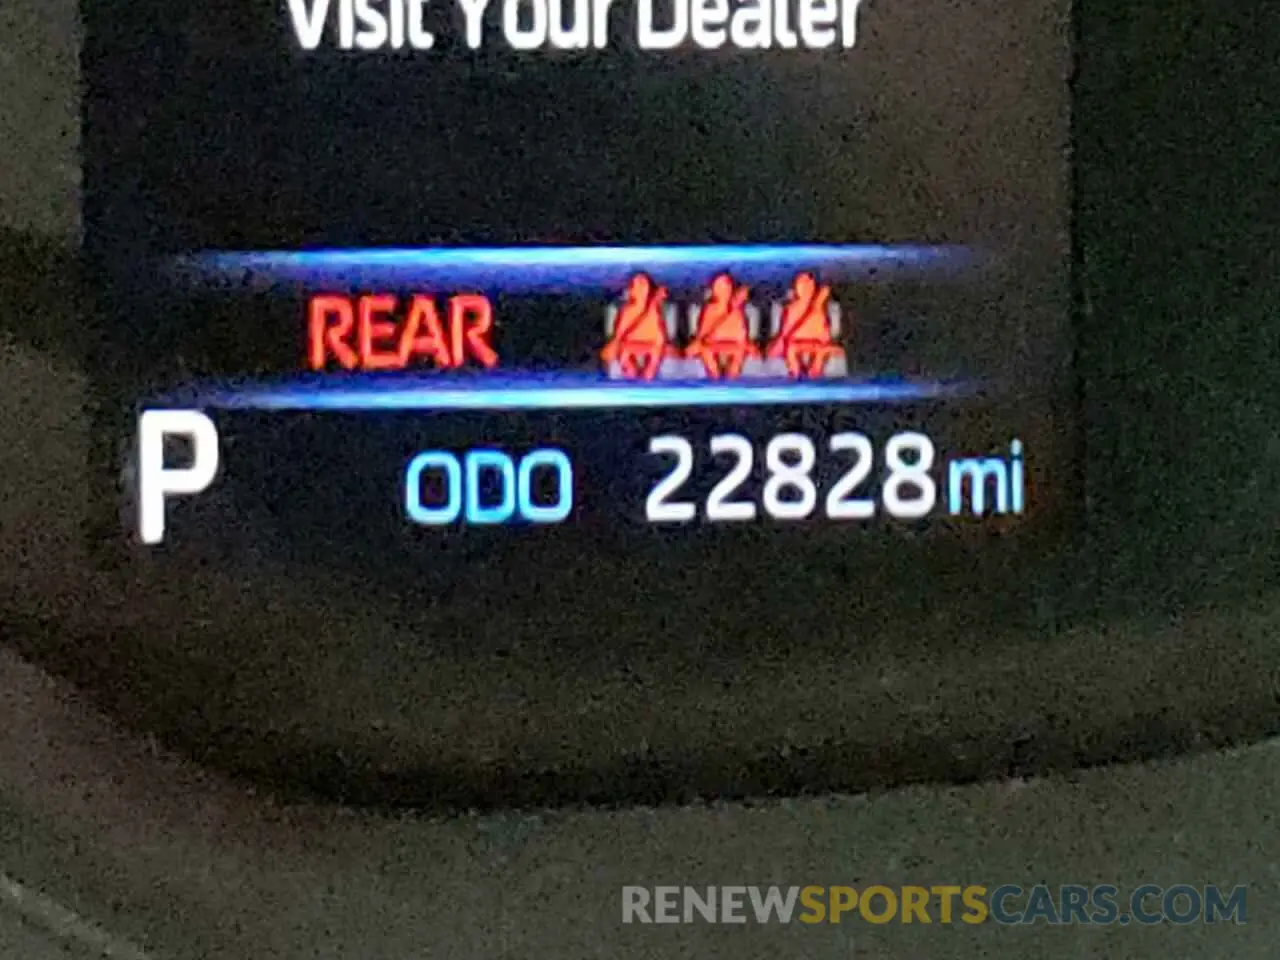 Visit Your Dealer
REAR
P ODO 22828 mi
RENEWSPORTSCARS.COM